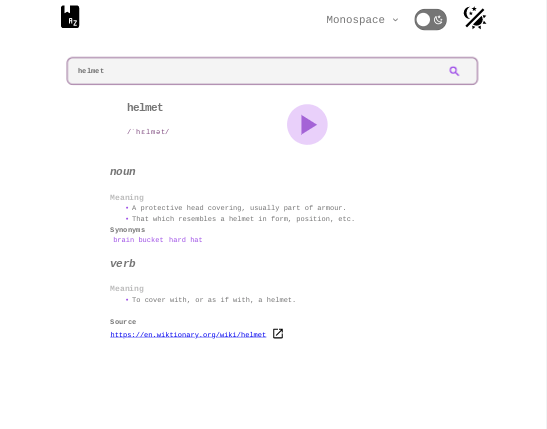 A Z
Monospace
helmet
helmet
/ˈhɛlmət/
noun
Meaning
A protective head covering, usually part of armour.
That which resembles a helmet in form, position, etc.
Synonyms
brain bucket hard hat
verb
Meaning
To cover with, or as if with, a helmet.
Source
https://en.wiktionary.org/wiki/helmet